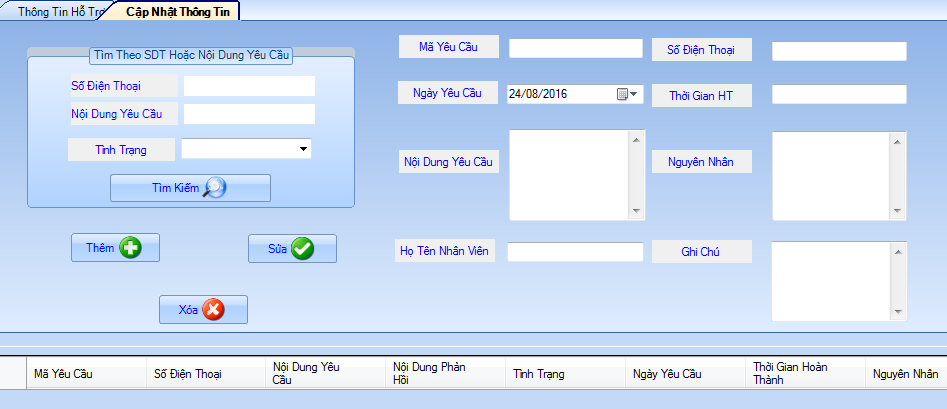 Thông Tin Hỗ Trợ
Cập Nhật Thông Tin
Tìm Theo SDT Hoặc Nội Dung Yêu Cầu
Số Điện Thoại
Nội Dung Yêu Cầu
Tình Trạng
Tìm Kiếm
Thêm
Sửa
Xóa
Mã Yêu Cầu
Số Điện Thoại
Ngày Yêu Cầu
24/08/2016
Thời Gian HT
Nội Dung Yêu Cầu
Nguyên Nhân
Họ Tên Nhân Viên
Ghi Chú
Mã Yêu Cầu
Số Điện Thoại
Nội Dung Yêu
Cầu
Nội Dung Phản
Hồi
Tình Trạng
Ngày Yêu Cầu
Thời Gian Hoàn
Thành
Nguyên Nhân